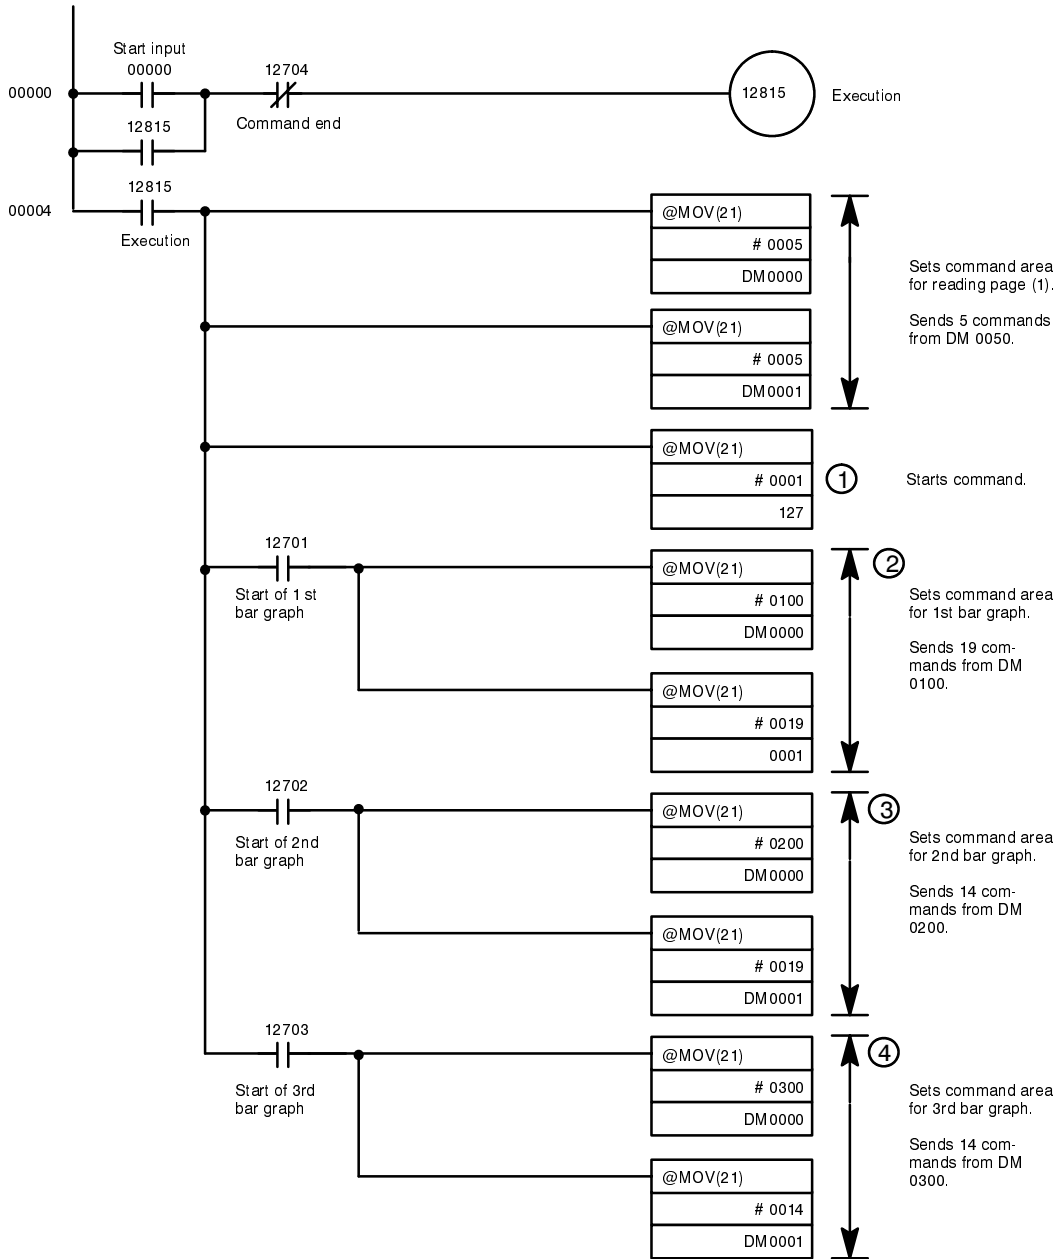 Start input
00000
12704
00000
12815
Execution
Command end
12815
12815
00004
Execution
@MOV(21)
# 0005
DM0000
Sets command area
for reading page (1).
Sends 5 commands
from DM 0050.
@MOV(21)
# 0005
DM0001
@MOV(21)
# 0001
127
1
Starts command.
12701
Start of 1 st
bar graph
@MOV(21)
# 0100
DM0000
2
Sets command area
for 1st bar graph.
Sends 19 com-
mands from DM
0100.
@MOV(21)
# 0019
0001
12702
Start of 2nd
bar graph
@MOV(21)
# 0200
DM0000
3
Sets command area
for 2nd bar graph.
Sends 14 com-
mands from DM
0200.
@MOV(21)
# 0019
DM0001
12703
Start of 3rd
bar graph
@MOV(21)
# 0300
DM0000
4
Sets command area
for 3rd bar graph.
Sends 14 com-
mands from DM
0300.
@MOV(21)
# 0014
DM0001